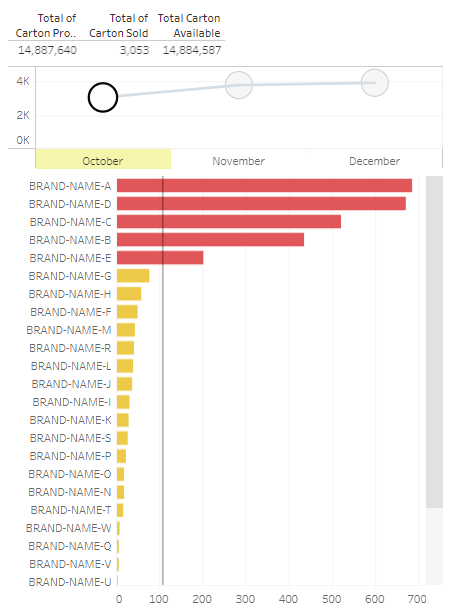 Total of Total of Total Carton
Carton Pro.. Carton Sold Available
14,887,640 3,053 14,884,587
4K
2K
0K
October November December
BRAND-NAME-A
BRAND-NAME-D
BRAND-NAME-C
BRAND-NAME-B
BRAND-NAME-E
BRAND-NAME-G
BRAND-NAME-H
BRAND-NAME-F
BRAND-NAME-M
BRAND-NAME-R
BRAND-NAME-L
BRAND-NAME-J
BRAND-NAME-I
BRAND-NAME-K
BRAND-NAME-S
BRAND-NAME-P
BRAND-NAME-O
BRAND-NAME-N
BRAND-NAME-T
BRAND-NAME-W
BRAND-NAME-Q
BRAND-NAME-V
BRAND-NAME-U
0 100 200 300 400 500 600 700